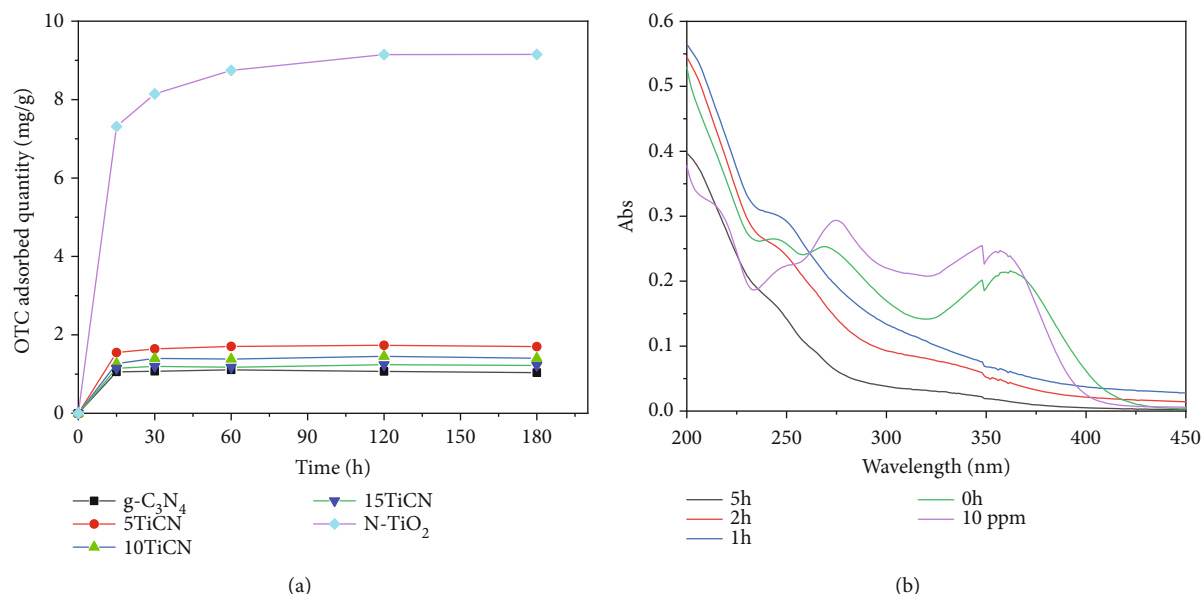 10
8
6
4
2
0
OTC adsorbed quantity (mg/g)
0 30 60 90 120 150 180
Time (h)
g-C₃N₄
5TiCN
10TiCN
15TiCN
N-TiO₂
(a)
0.6
0.5
0.4
0.3
0.2
0.1
0.0
Abs
200 250 300 350 400 450
Wavelength (nm)
5h
2h
1h
0h
10 ppm
(b)